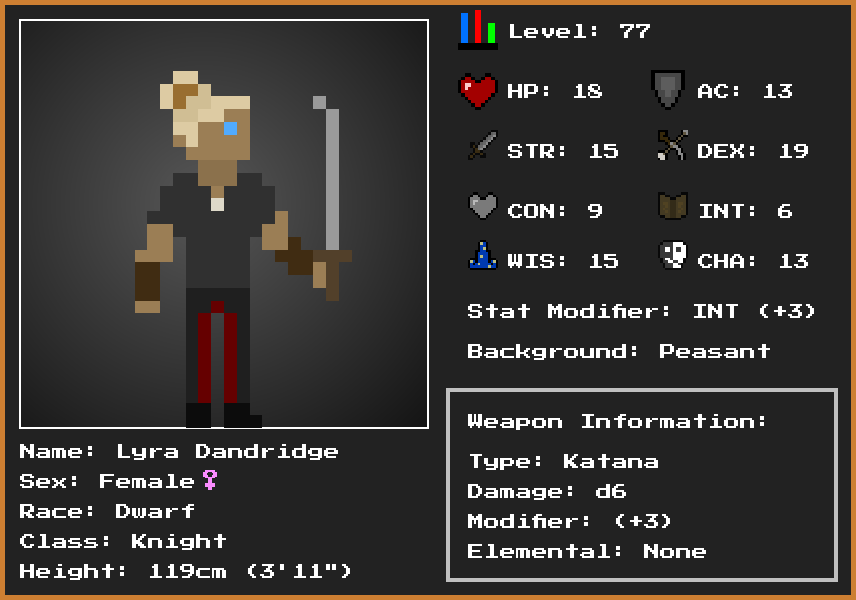 Level: 77
HP: 18 AC: 13
STR: 15 DEX: 19
CON: 9 INT: 6
WIS: 15 CHA: 13
Stat Modifier: INT (+3)
Background: Peasant
Weapon Information:
Type: Katana
Damage: d6
Modifier: (+3)
Elemental: None
Name: Lyra Dandridge
Sex: Female♀
Race: Dwarf
Class: Knight
Height: 119cm (3'11")